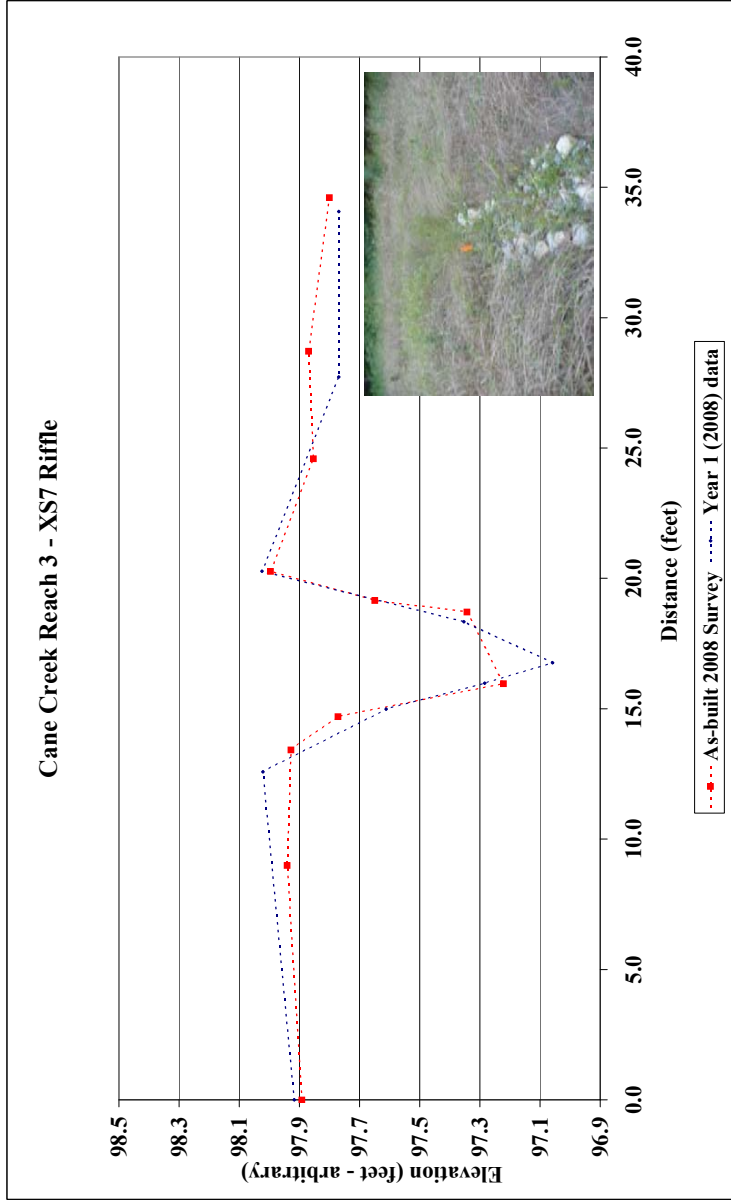 Cane Creek Reach 3 - XS7 Riffle
Elevation (feet - arbitrary)
98.5
98.3
98.1
97.9
97.7
97.5
97.3
97.1
96.9
0.0 5.0 10.0 15.0 20.0 25.0 30.0 35.0 40.0
Distance (feet)
As-built 2008 Survey Year 1 (2008) data